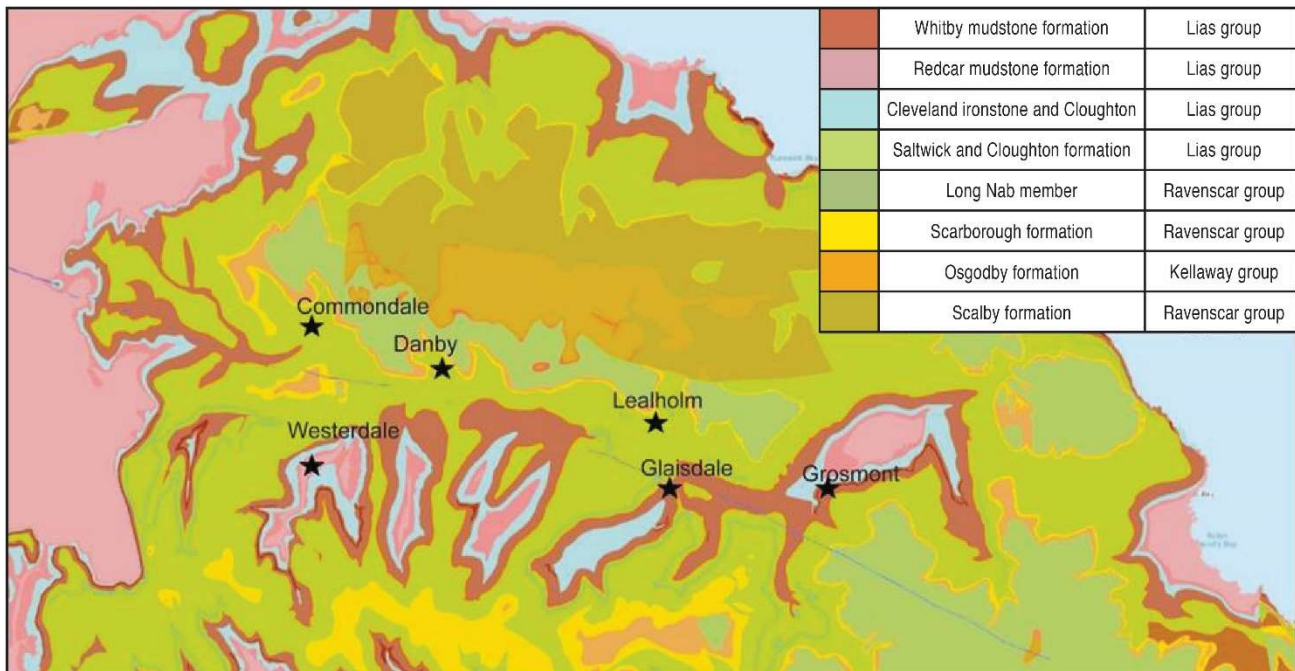 Whitby mudstone formation Lias group
Redcar mudstone formation Lias group
Cleveland ironstone and Cloughton Lias group
Saltwick and Cloughton formation Lias group
Long Nab member Ravenscar group
Scarborough formation Ravenscar group
Osgodby formation Kellaway group
Scalby formation Ravenscar group
Commondale
Danby
Lealholm
Westerdale
Glaisdale
Grosmont